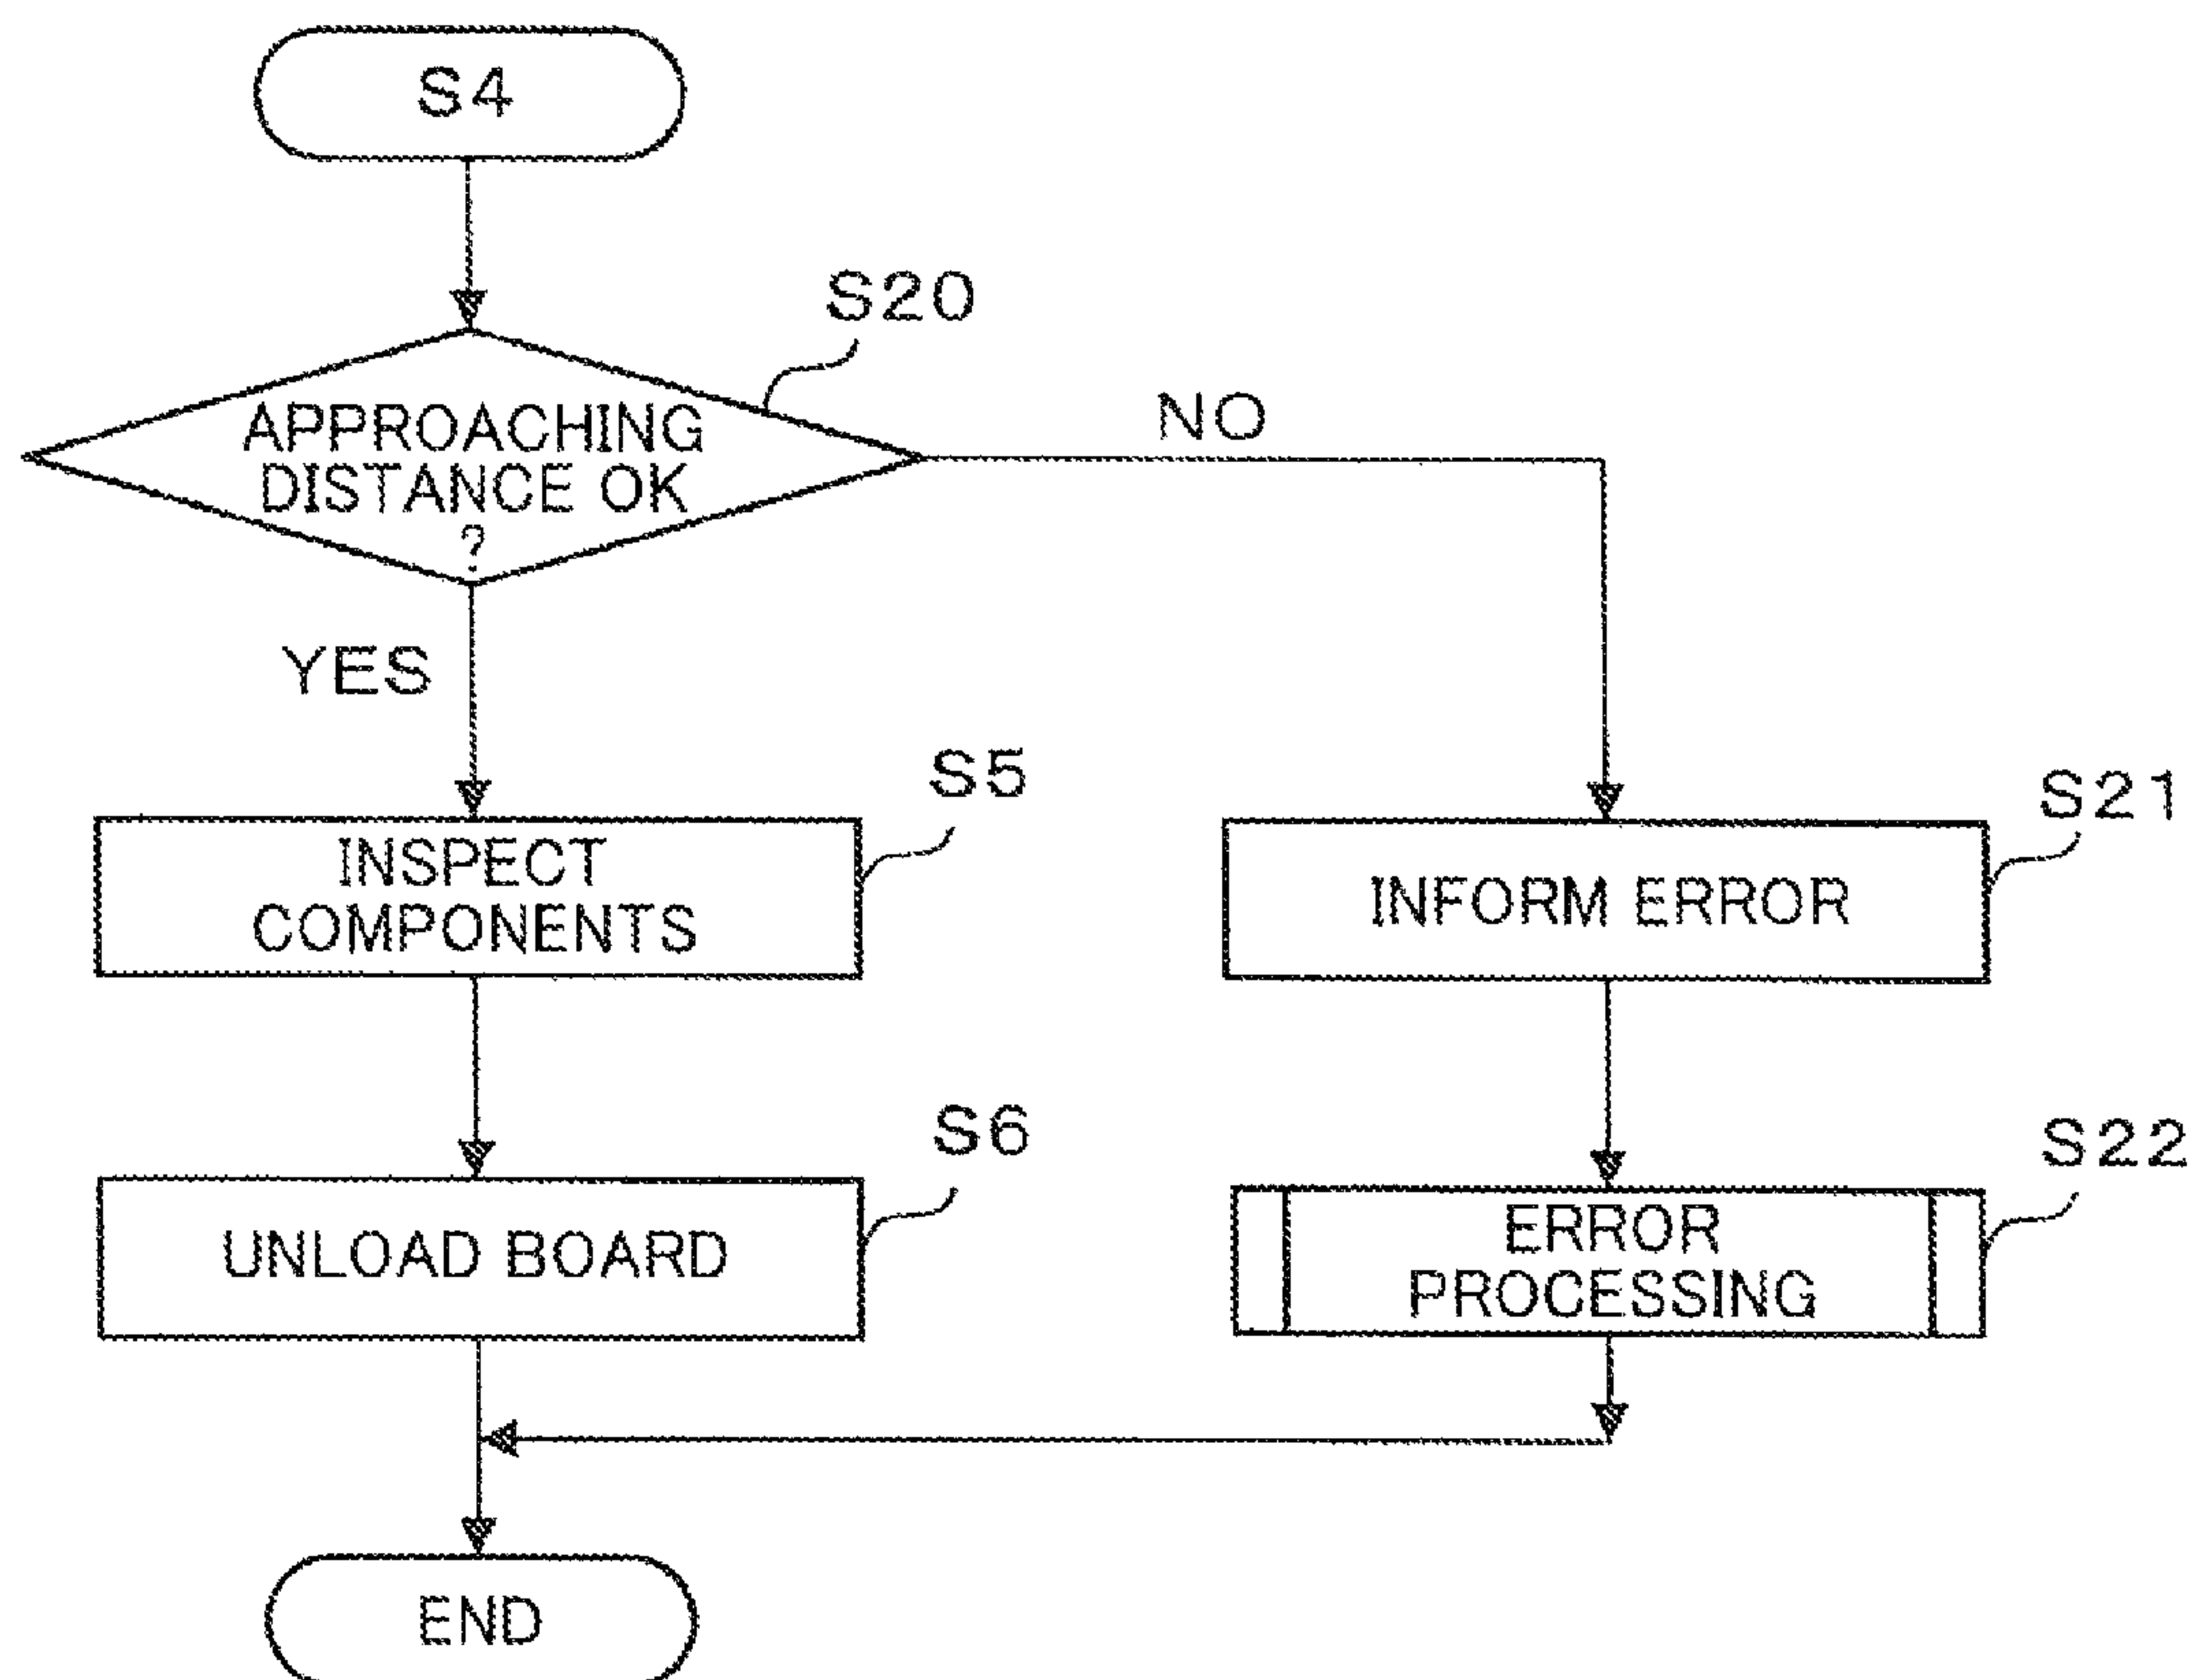 S4
S20
APPROACHING
DISTANCE OK
?
NO
YES
S5
INSPECT
COMPONENTS
S21
INFORM ERROR
S6
UNLOAD BOARD
S22
ERROR
PROCESSING
END